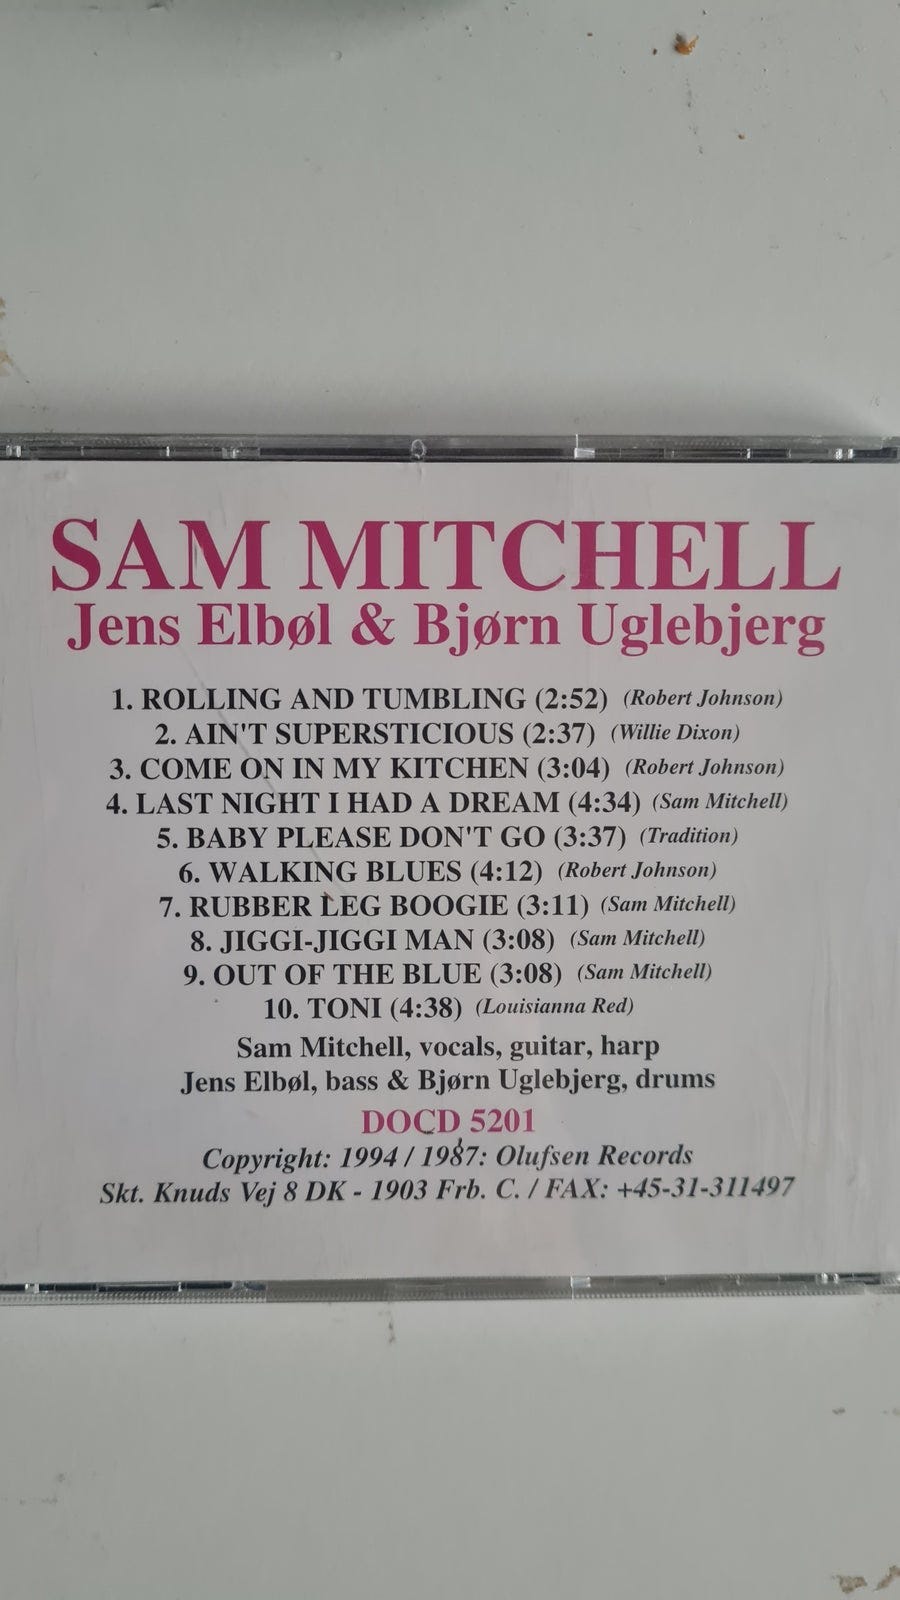 SAM MITCHELL
Jens Elbøl & Bjørn Uglebjerg
1. ROLLING AND TUMBLING (2:52) (Robert Johnson)
2. AIN'T SUPERSTICIOUS (2:37) (Willie Dixon)
3. COME ON IN MY KITCHEN (3:04) (Robert Johnson)
4. LAST NIGHT I HAD A DREAM (4:34) (Sam Mitchell)
5. BABY PLEASE DON'T GO (3:37) (Tradition)
6. WALKING BLUES (4:12) (Robert Johnson)
7. RUBBER LEG BOOGIE (3:11) (Sam Mitchell)
8. JIGGI-JIGGI MAN (3:08) (Sam Mitchell)
9. OUT OF THE BLUE (3:08) (Sam Mitchell)
10. TONI (4:38) (Louisianna Red)
Sam Mitchell, vocals, guitar, harp
Jens Elbøl, bass & Bjørn Uglebjerg, drums
DOCD 5201
Copyright: 1994 / 1987: Olufsen Records
Skt. Knuds Vej 8 DK - 1903 Frb. C. / FAX: +45-31-311497